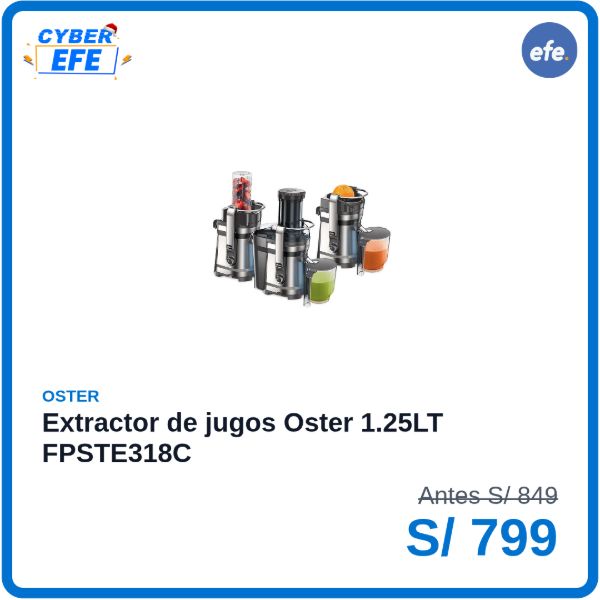 CYBER
EFE
efe.
OSTER
Extractor de jugos Oster 1.25LT
FPSTE318C
Antes S/ 849
S/ 799